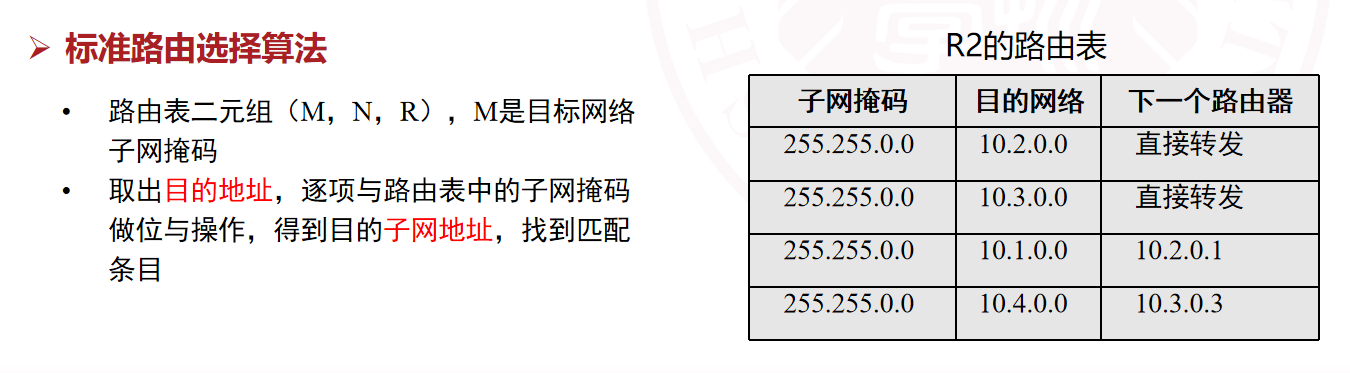 ➢ 标准路由选择算法
• 路由表二元组（M，N，R），M是目标网络
子网掩码
• 取出目的地址，逐项与路由表中的子网掩码
做位与操作，得到目的子网地址，找到匹配
条目
R2的路由表
子网掩码 目的网络 下一个路由器
255.255.0.0 10.2.0.0 直接转发
255.255.0.0 10.3.0.0 直接转发
255.255.0.0 10.1.0.0 10.2.0.1
255.255.0.0 10.4.0.0 10.3.0.3